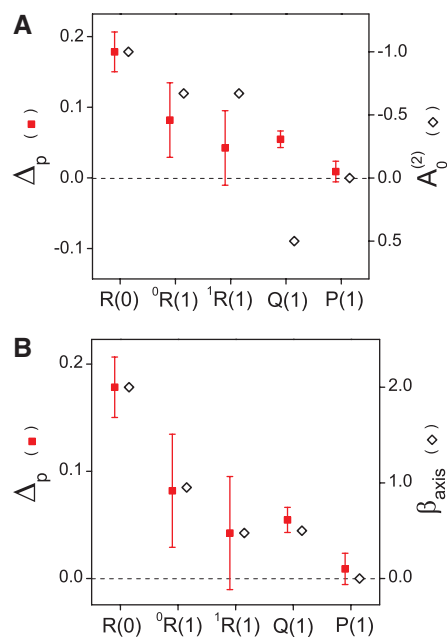 A
0.2
0.1
0.0
-0.1
Δp ( ■ )
-1.0
-0.5
0.0
0.5
A0(2) ( ◇ )
R(0) 0R(1) 1R(1) Q(1) P(1)
B
0.2
0.1
0.0
Δp ( ■ )
2.0
1.0
0.0
βaxis ( ◇ )
R(0) 0R(1) 1R(1) Q(1) P(1)